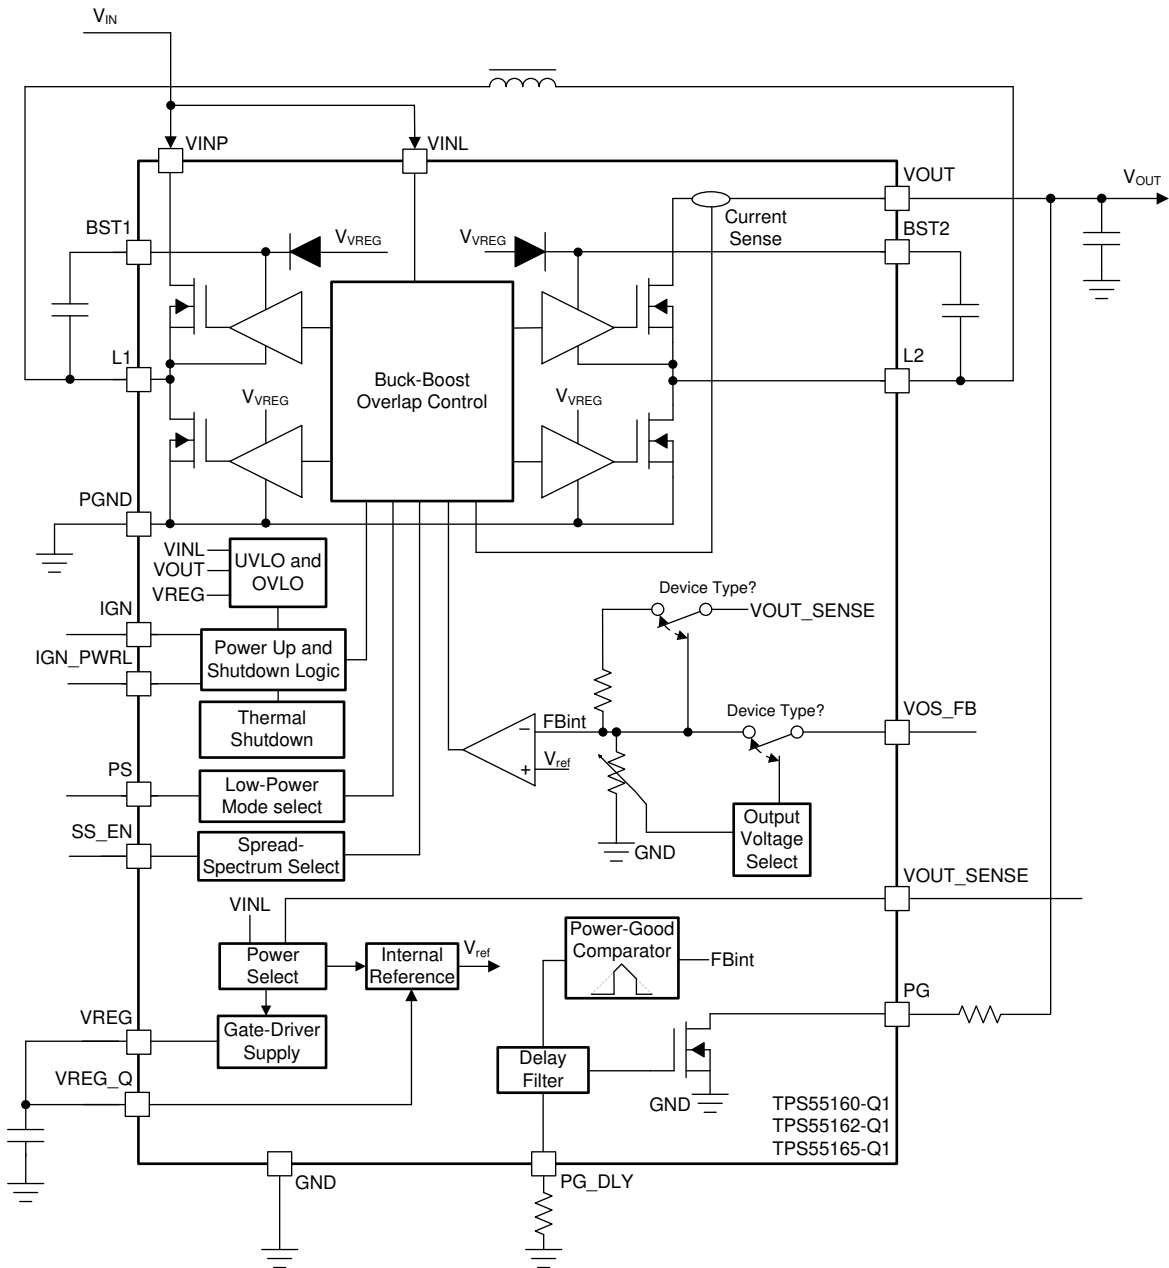 VIN
VINP
VINL
VOUT
VOUT
BST1
VVREG
VVREG
Current
Sense
BST2
L1
L2
Buck-Boost
Overlap Control
VVREG
VVREG
PGND
VINL
VOUT
VREG
UVLO and
OVLO
IGN
IGN_PWRL
Power Up and
Shutdown Logic
Thermal
Shutdown
Device Type?
VOUT_SENSE
FBint
Vref
Device Type?
VOS_FB
PS
Low-Power
Mode select
SS_EN
Spread-
Spectrum Select
GND
Output
Voltage
Select
VOUT_SENSE
VINL
Power
Select
Internal
Reference
Vref
Power-Good
Comparator
FBint
PG
VREG
Gate-Driver
Supply
VREG_Q
Delay
Filter
GND
TPS55160-Q1
TPS55162-Q1
TPS55165-Q1
GND
PG_DLY